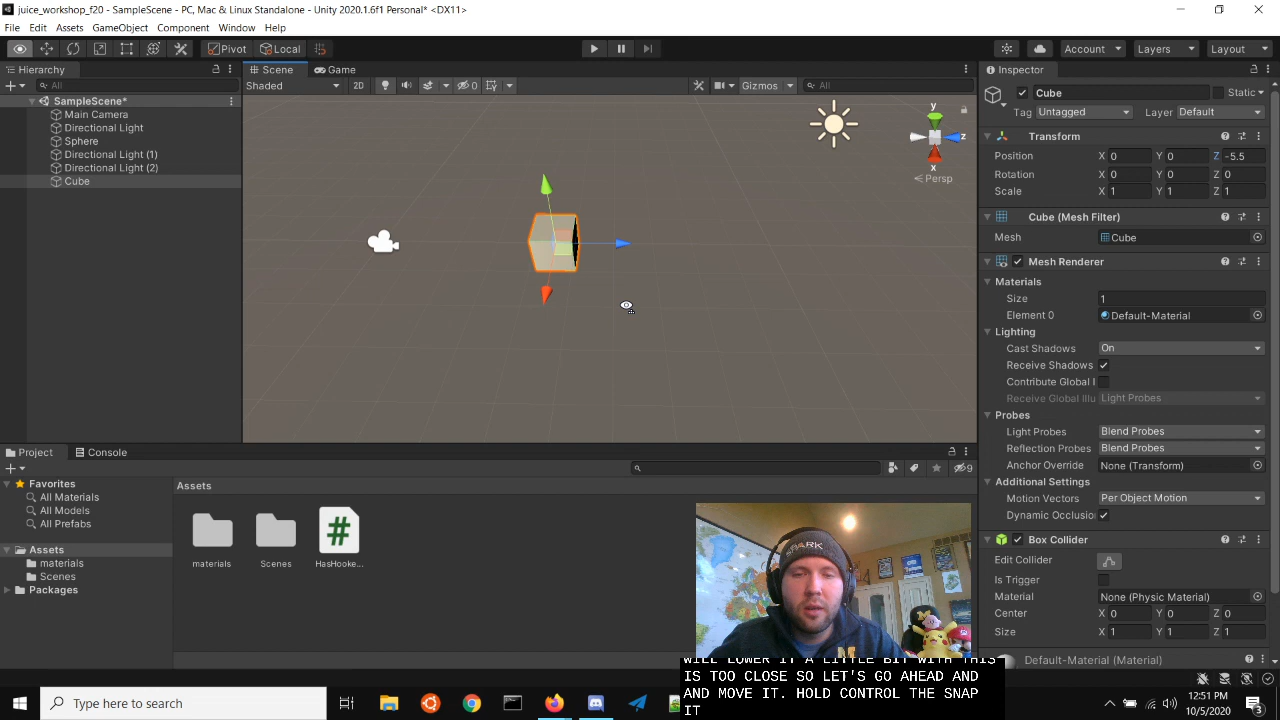 juice_workshop_f20 - SampleScene - PC, Mac & Linux Standalone - Unity 2020.1.6f1 Personal* <DX11>
File Edit Assets GameObject Component Window Help
Pivot Local Account Layers Layout
Hierarchy
All
SampleScene*
Main Camera
Directional Light
Sphere
Directional Light (1)
Directional Light (2)
Cube
Scene Game
Shaded 2D 0 Gizmos All
y
z
x
Persp
Inspector
Cube Static
Tag Untagged Layer Default
Transform
Position X 0 Y 0 Z -5.5
Rotation X 0 Y 0 Z 0
Scale X 1 Y 1 Z 1
Cube (Mesh Filter)
Mesh Cube
Mesh Renderer
Materials
Size 1
Element 0 Default-Material
Lighting
Cast Shadows On
Receive Shadows
Contribute Global I
Receive Global Illu Light Probes
Probes
Light Probes Blend Probes
Reflection Probes Blend Probes
Anchor Override None (Transform)
Additional Settings
Motion Vectors Per Object Motion
Dynamic Occlusio
Box Collider
Edit Collider
Is Trigger
Material None (Physic Material)
Center X 0 Y 0 Z 0
Size X 1 Y 1 Z 1
Default-Material (Material)
Project Console
9
Favorites
All Materials
All Models
All Prefabs
Assets
materials
Scenes
Packages
Assets
materials Scenes HasHooke...
SPARK
WILL LOWER IT A LITTLE BIT WITH THIS
IS TOO CLOSE SO LET'S GO AHEAD AND
AND MOVE IT. HOLD CONTROL THE SNAP
IT
Type here to search
12:51 PM
10/5/2020
3